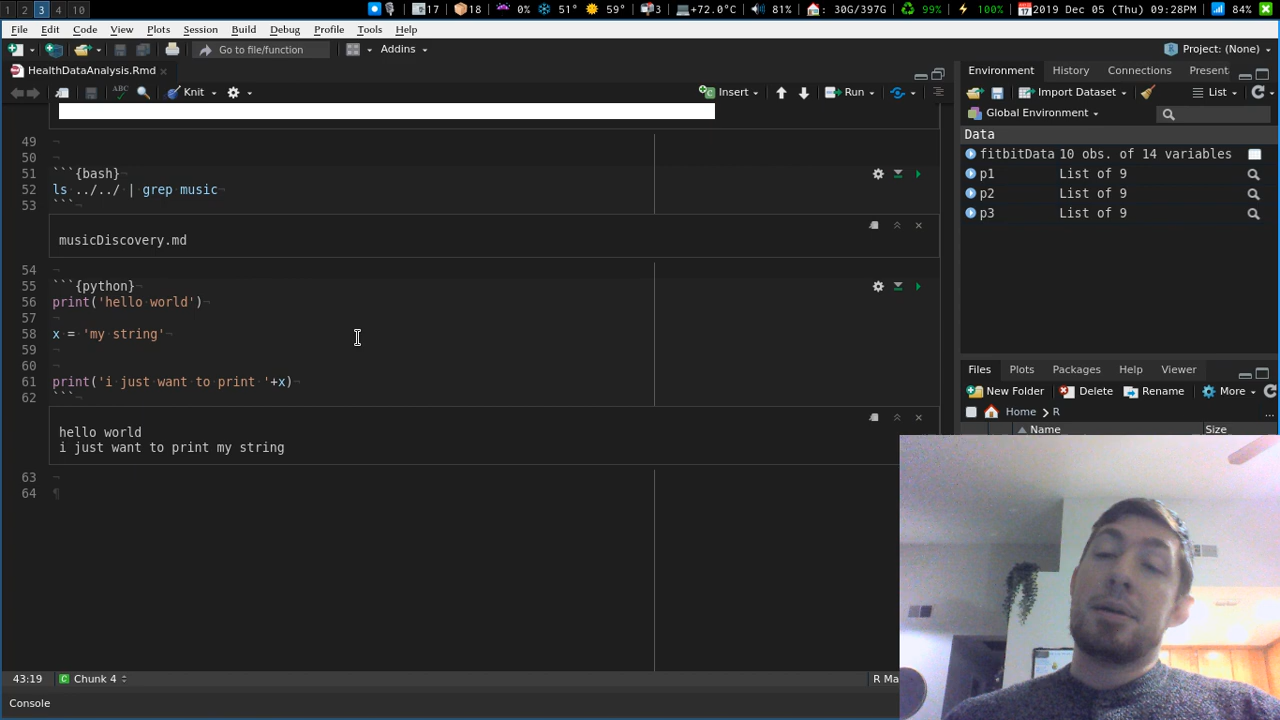 1 2 3 4 10
17 18 0% 51° 59° 3 +72.0°C 81% 30G/397G 99% 100% 2019 Dec 05 (Thu) 09:28PM 84%
File Edit Code View Plots Session Build Debug Profile Tools Help
Go to file/function Addins Project: (None)
HealthDataAnalysis.Rmd
ABC Knit Insert Run
49
50
51 ```{bash}
52 ls ../../ | grep music
53 ```
musicDiscovery.md
54
55 ```{python}
56 print('hello world')
57
58 x = 'my string'
59
60
61 print('i just want to print '+x)
62 ```
hello world
i just want to print my string
63
64
43:19 Chunk 4 R Ma
Console
Environment History Connections Present
Import Dataset List
Global Environment
Data
fitbitData 10 obs. of 14 variables
p1 List of 9
p2 List of 9
p3 List of 9
Files Plots Packages Help Viewer
New Folder Delete Rename More
Home R ...
Name Size